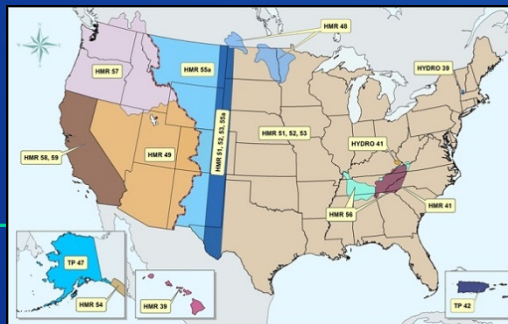 HMR 48
HMR 57
HMR 55a
HYDRO 39
HMR 51, 52, 53, 55a
HMR 51, 52, 53
HYDRO 41
HMR 58, 59
HMR 49
HMR 56
HMR 41
TP 47
HMR 54
HMR 39
TP 42